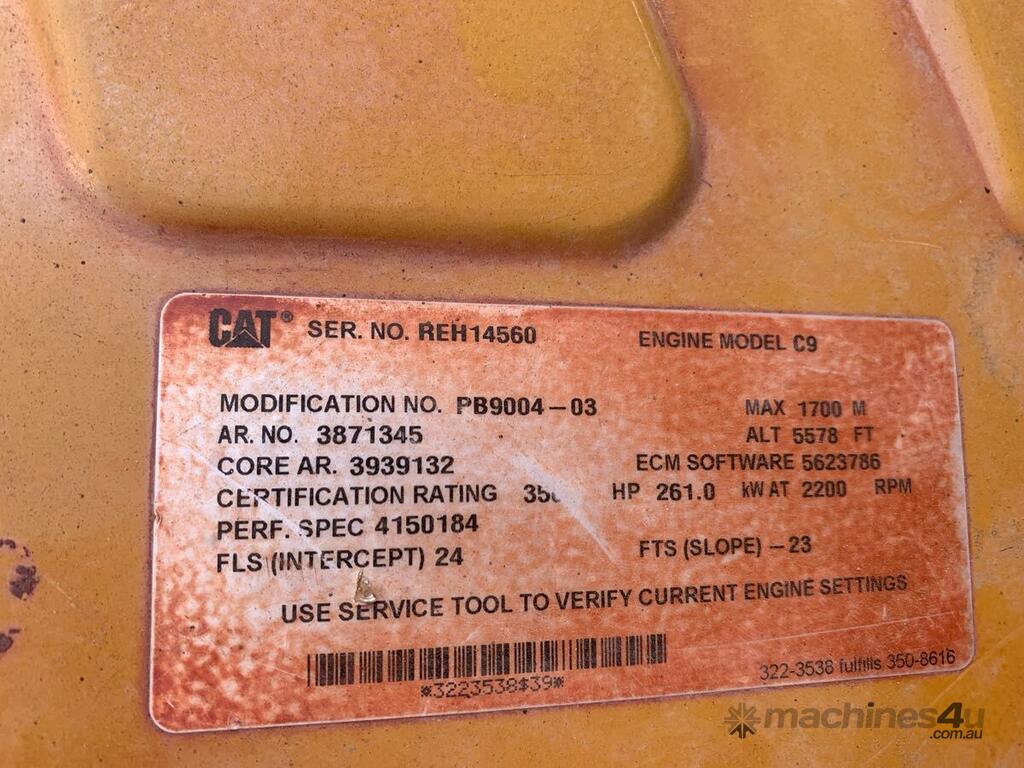 CAT® SER. NO. REH14560 ENGINE MODEL C9
MODIFICATION NO. PB9004-03 MAX 1700 M
AR. NO. 3871345 ALT 5578 FT
CORE AR. 3939132 ECM SOFTWARE 5623786
CERTIFICATION RATING HP 261.0 kW AT 2200 RPM
PERF. SPEC 4150184
FLS (INTERCEPT) 24 FTS (SLOPE) -23
USE SERVICE TOOL TO VERIFY CURRENT ENGINE SETTINGS
*3223538$39*
322-3538 fulfills 350-8616
machines4u
.com.au